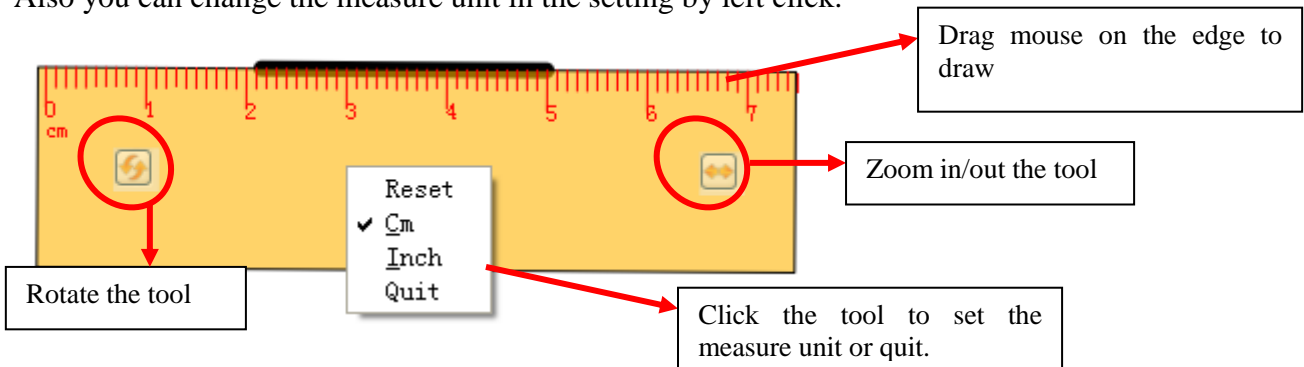 Also you can change the measure unit in the setting by left click.
Drag mouse on the edge to
draw
0 1 2 3 4 5 6 7
cm
Zoom in/out the tool
Reset
Cm
Inch
Quit
Rotate the tool
Click the tool to set the
measure unit or quit.